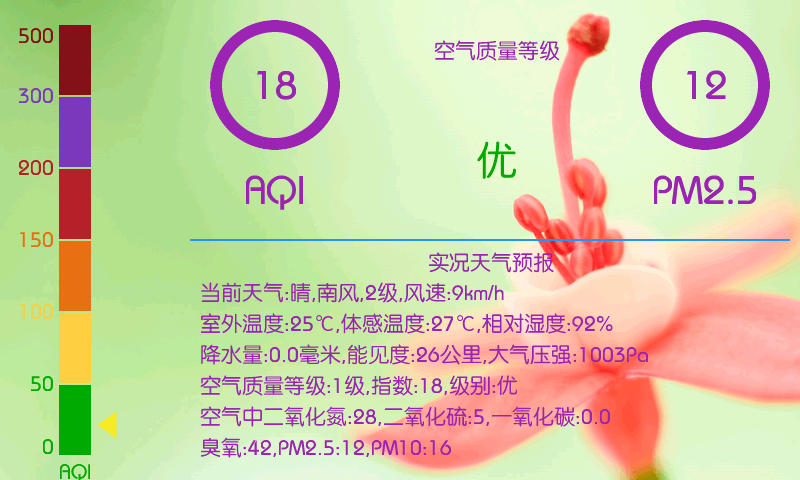 500
300
200
150
100
50
0
AQI
18
AQI
空气质量等级
优
12
PM2.5
实况天气预报
当前天气:晴,南风,2级,风速:9km/h
室外温度:25℃,体感温度:27℃,相对湿度:92%
降水量:0.0毫米,能见度:26公里,大气压强:1003Pa
空气质量等级:1级,指数:18,级别:优
空气中二氧化氮:28,二氧化硫:5,一氧化碳:0.0
臭氧:42,PM2.5:12,PM10:16